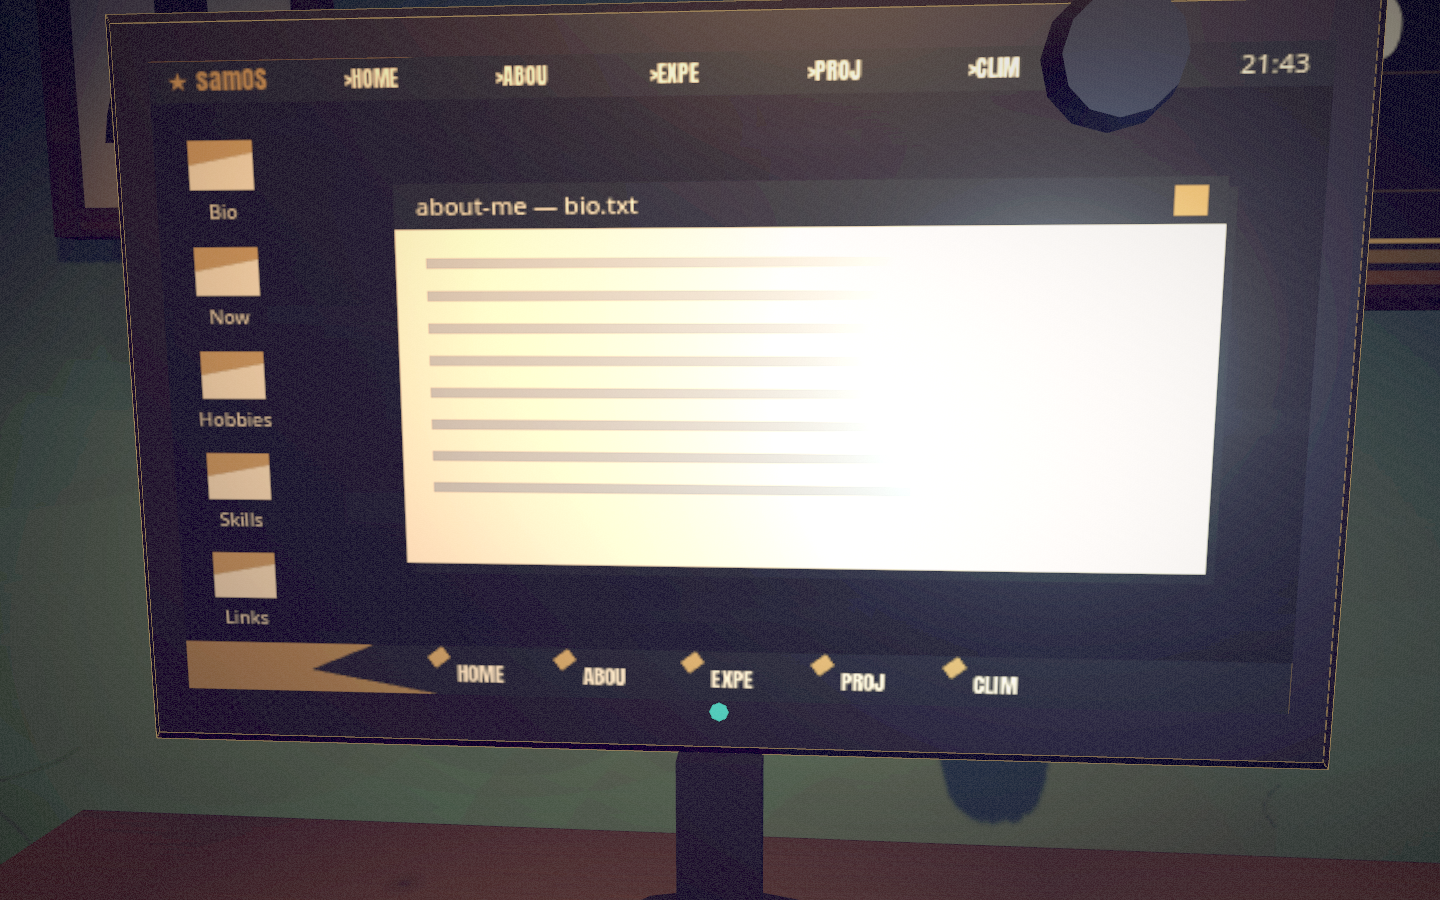 ★ samOS >HOME >ABOU >EXPE >PROJ >CLIM 21:43
about-me — bio.txt
Bio
Now
Hobbies
Skills
Links
HOME ABOU EXPE PROJ CLIM